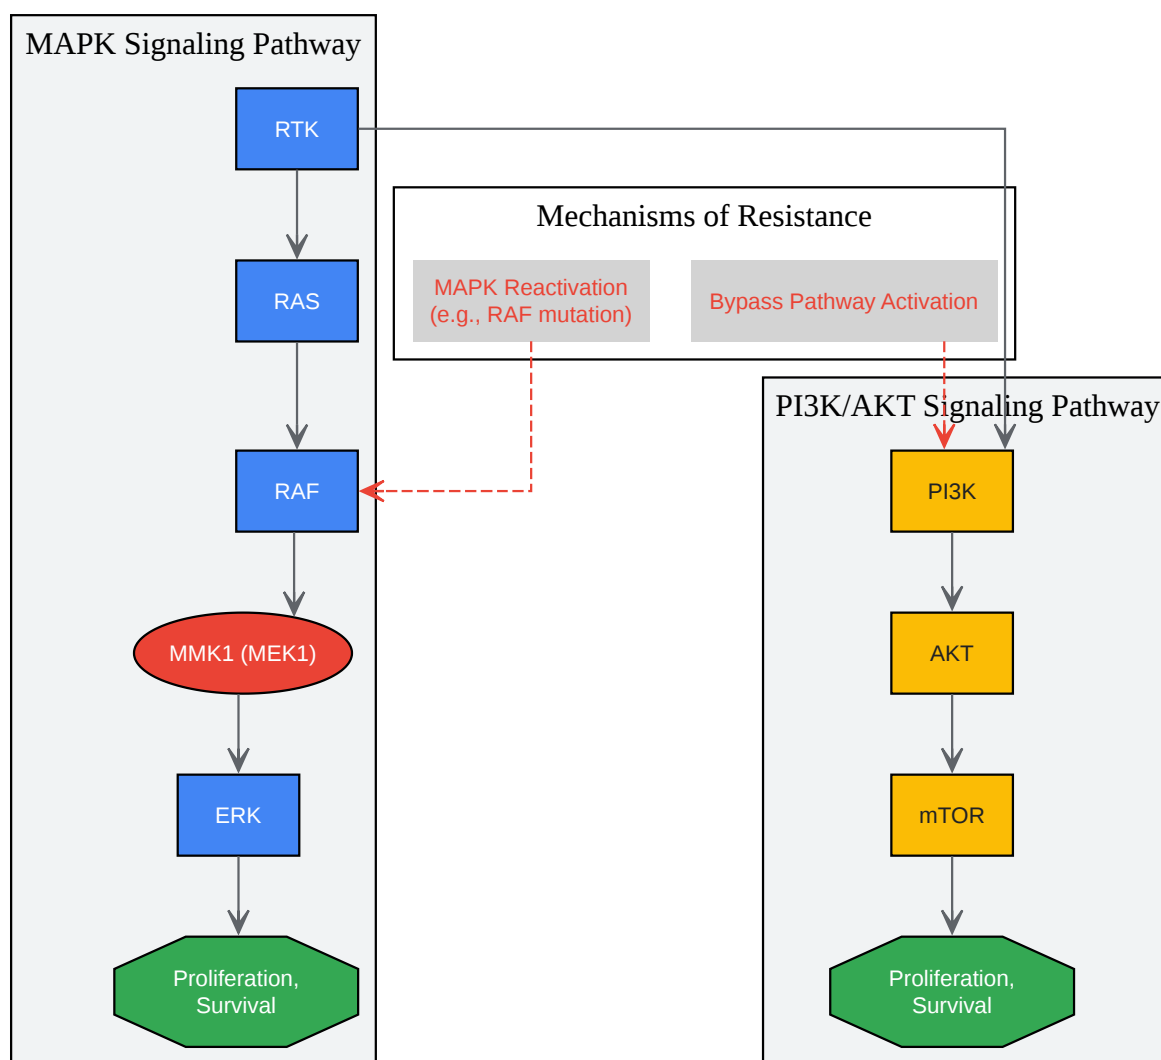 MAPK Signaling Pathway
RTK
RAS
RAF
MMK1 (MEK1)
ERK
Proliferation,
Survival
Mechanisms of Resistance
MAPK Reactivation
(e.g., RAF mutation)
Bypass Pathway Activation
PI3K/AKT Signaling Pathway
PI3K
AKT
mTOR
Proliferation,
Survival